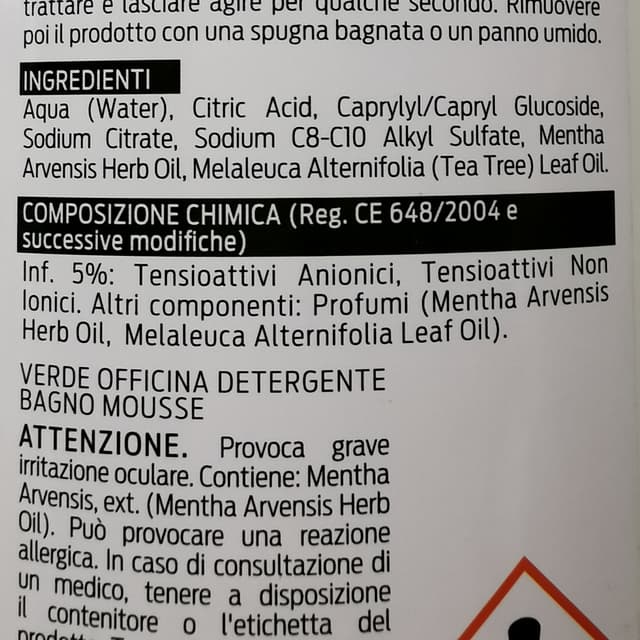 trattare e lasciare agire per qualche secondo. Rimuovere
poi il prodotto con una spugna bagnata o un panno umido.
INGREDIENTI
Aqua (Water), Citric Acid, Caprylyl/Capryl Glucoside,
Sodium Citrate, Sodium C8-C10 Alkyl Sulfate, Mentha
Arvensis Herb Oil, Melaleuca Alternifolia (Tea Tree) Leaf Oil.
COMPOSIZIONE CHIMICA (Reg. CE 648/2004 e
successive modifiche)
Inf. 5%: Tensioattivi Anionici, Tensioattivi Non
Ionici. Altri componenti: Profumi (Mentha Arvensis
Herb Oil, Melaleuca Alternifolia Leaf Oil).
VERDE OFFICINA DETERGENTE
BAGNO MOUSSE
ATTENZIONE. Provoca grave
irritazione oculare. Contiene: Mentha
Arvensis, ext. (Mentha Arvensis Herb
Oil). Può provocare una reazione
allergica. In caso di consultazione di
un medico, tenere a disposizione
il contenitore o l'etichetta del